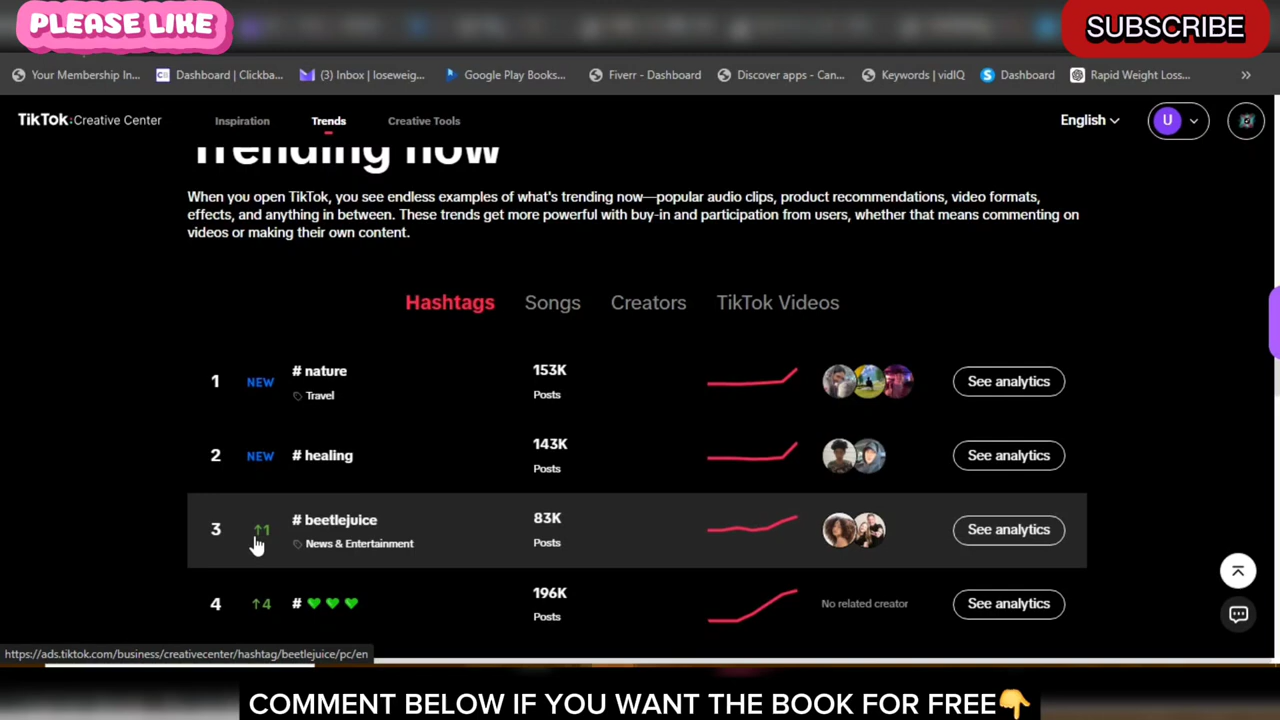 PLEASE LIKE
SUBSCRIBE
Your Membership In...
Dashboard | Clickba...
(3) Inbox | loseweig...
Google Play Books...
Fiverr - Dashboard
Discover apps - Can...
Keywords | vidIQ
Dashboard
Rapid Weight Loss...
»
TikTok: Creative Center
Inspiration
Trends
Creative Tools
English
U
Trending now
When you open TikTok, you see endless examples of what's trending now—popular audio clips, product recommendations, video formats,
effects, and anything in between. These trends get more powerful with buy-in and participation from users, whether that means commenting on
videos or making their own content.
Hashtags Songs Creators TikTok Videos
1 NEW # nature 153K See analytics
Travel Posts
2 NEW # healing 143K See analytics
Posts
3 ↑1 # beetlejuice 83K See analytics
News & Entertainment Posts
4 ↑4 # 💚 💚 💚 196K No related creator See analytics
Posts
https://ads.tiktok.com/business/creativecenter/hashtag/beetlejuice/pc/en
COMMENT BELOW IF YOU WANT THE BOOK FOR FREE👇